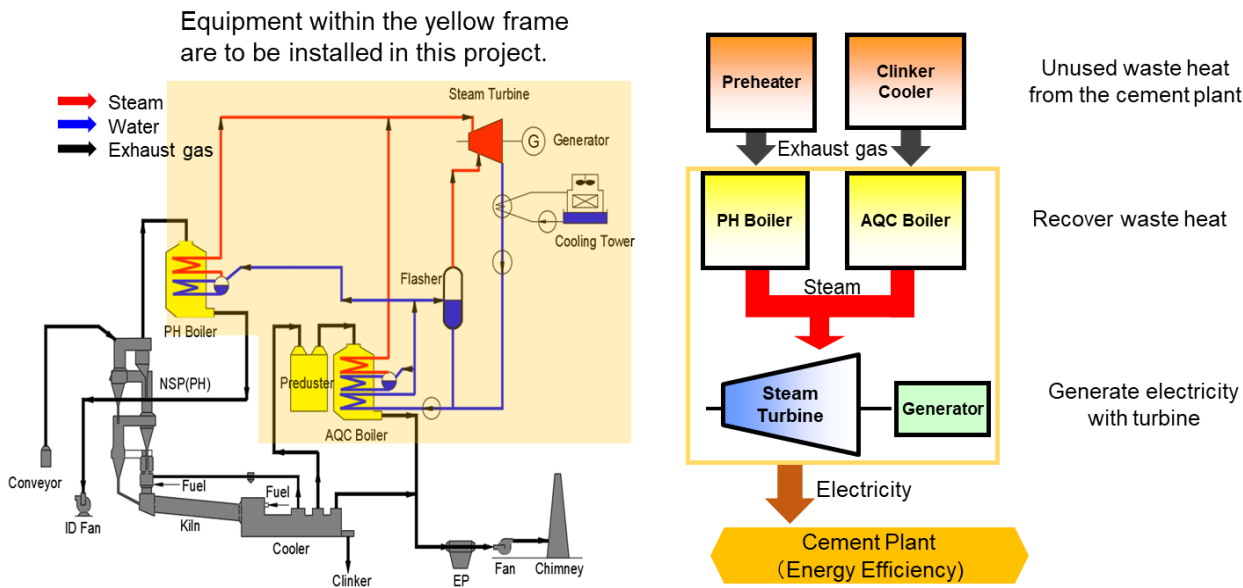 Equipment within the yellow frame
are to be installed in this project.
Steam
Water
Exhaust gas
Steam Turbine
G
Generator
Cooling Tower
Flasher
PH Boiler
NSP(PH)
Preduster
AQC Boiler
Conveyor
ID Fan
Fuel
Fuel
Kiln
Cooler
Clinker
EP
Fan
Chimney
Preheater
Clinker
Cooler
Unused waste heat
from the cement plant
Exhaust gas
PH Boiler
AQC Boiler
Recover waste heat
Steam
Steam
Turbine
Generator
Generate electricity
with turbine
Electricity
Cement Plant
（Energy Efficiency)